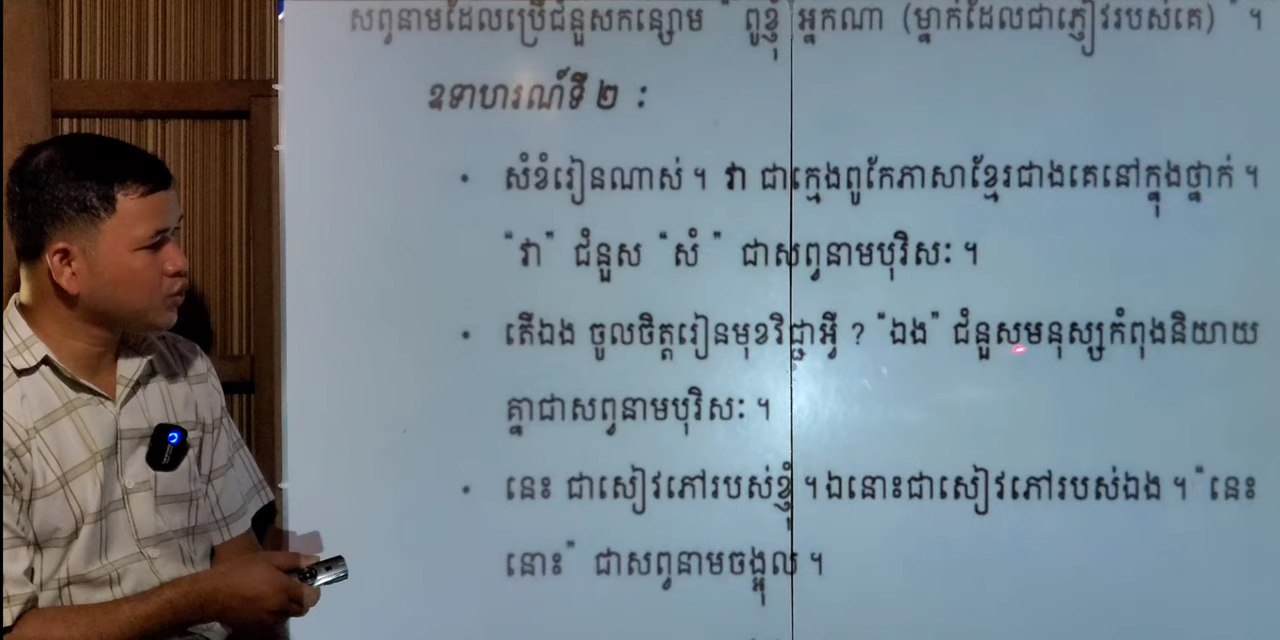 សព្វនាមដែលប្រើជំនួសកន្សោម " ពូខ្ញុំ អ្នកណា (ម្នាក់ដែលជាភ្ញៀវរបស់គេ) " ។
ឧទាហរណ៍ទី ២ ៈ
• សំខំរៀនណាស់ ។ វា ជាក្មេងពូកែភាសាខ្មែរជាងគេនៅក្នុងថ្នាក់ ។
"វា" ជំនួស "សំ " ជាសព្វនាមបុរិសៈ ។
• តើឯង ចូលចិត្តរៀនមុខវិជ្ជាអ្វី ? "ឯង" ជំនួសមនុស្សកំពុងនិយាយ
គ្នាជាសព្វនាមបុរិសៈ ។
• នេះ ជាសៀវភៅរបស់ខ្ញុំ ។ ឯនោះជាសៀវភៅរបស់ឯង ។ "នេះ
នោះ" ជាសព្វនាមចង្អុល ។